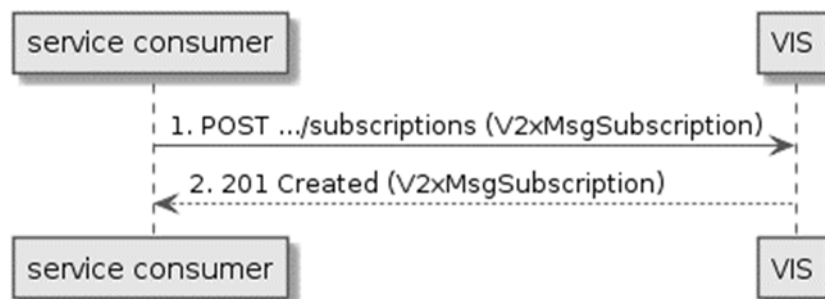 service consumer
VIS
1. POST .../subscriptions (V2xMsgSubscription)
2. 201 Created (V2xMsgSubscription)
service consumer
VIS